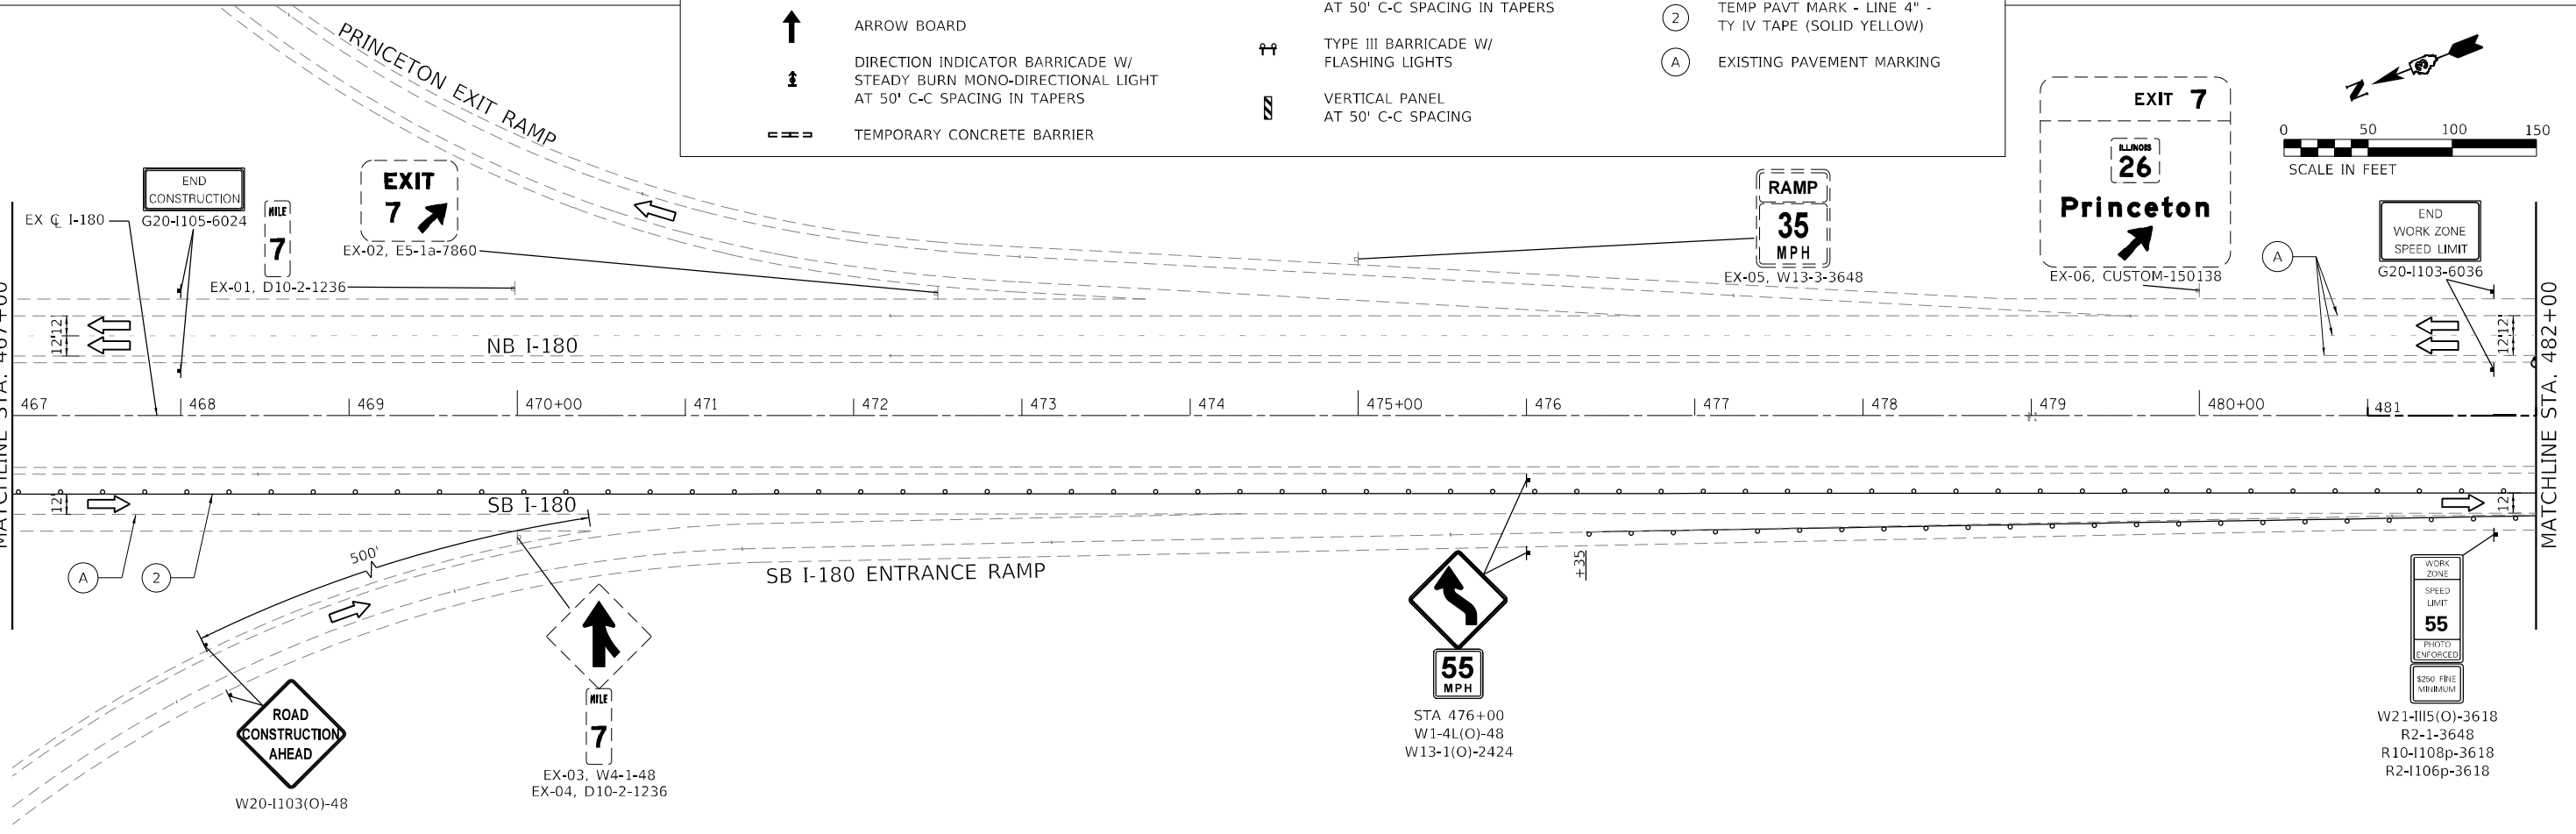 AT 50' C-C SPACING IN TAPERS
ARROW BOARD
DIRECTION INDICATOR BARRICADE W/
STEADY BURN MONO-DIRECTIONAL LIGHT
AT 50' C-C SPACING IN TAPERS
TEMPORARY CONCRETE BARRIER
TYPE III BARRICADE W/
FLASHING LIGHTS
VERTICAL PANEL
AT 50' C-C SPACING
2
TEMP PAVT MARK - LINE 4" -
TY IV TAPE (SOLID YELLOW)
A
EXISTING PAVEMENT MARKING
N
0 50 100 150
SCALE IN FEET
PRINCETON EXIT RAMP
END
CONSTRUCTION
G20-I105-6024
EX ℄ I-180
MILE
7
EX-01, D10-2-1236
EXIT
7
EX-02, E5-1a-7860
RAMP
35
MPH
EX-05, W13-3-3648
EXIT 7
ILLINOIS
26
Princeton
EX-06, CUSTOM-150138
A
END
WORK ZONE
SPEED LIMIT
G20-I103-6036
MATCHLINE STA. 467+00
12'
12'
NB I-180
12'
12'
MATCHLINE STA. 482+00
467 468 469 470+00 471 472 473 474 475+00 476 477 478 479 480+00 481
12'
SB I-180
12'
A
2
500'
SB I-180 ENTRANCE RAMP
+35
ROAD
CONSTRUCTION
AHEAD
W20-I103(O)-48
MILE
7
EX-03, W4-1-48
EX-04, D10-2-1236
55
MPH
STA 476+00
W1-4L(O)-48
W13-1(O)-2424
WORK
ZONE
SPEED
LIMIT
55
PHOTO
ENFORCED
$250 FINE
MINIMUM
W21-III5(O)-3618
R2-1-3648
R10-I108p-3618
R2-I106p-3618